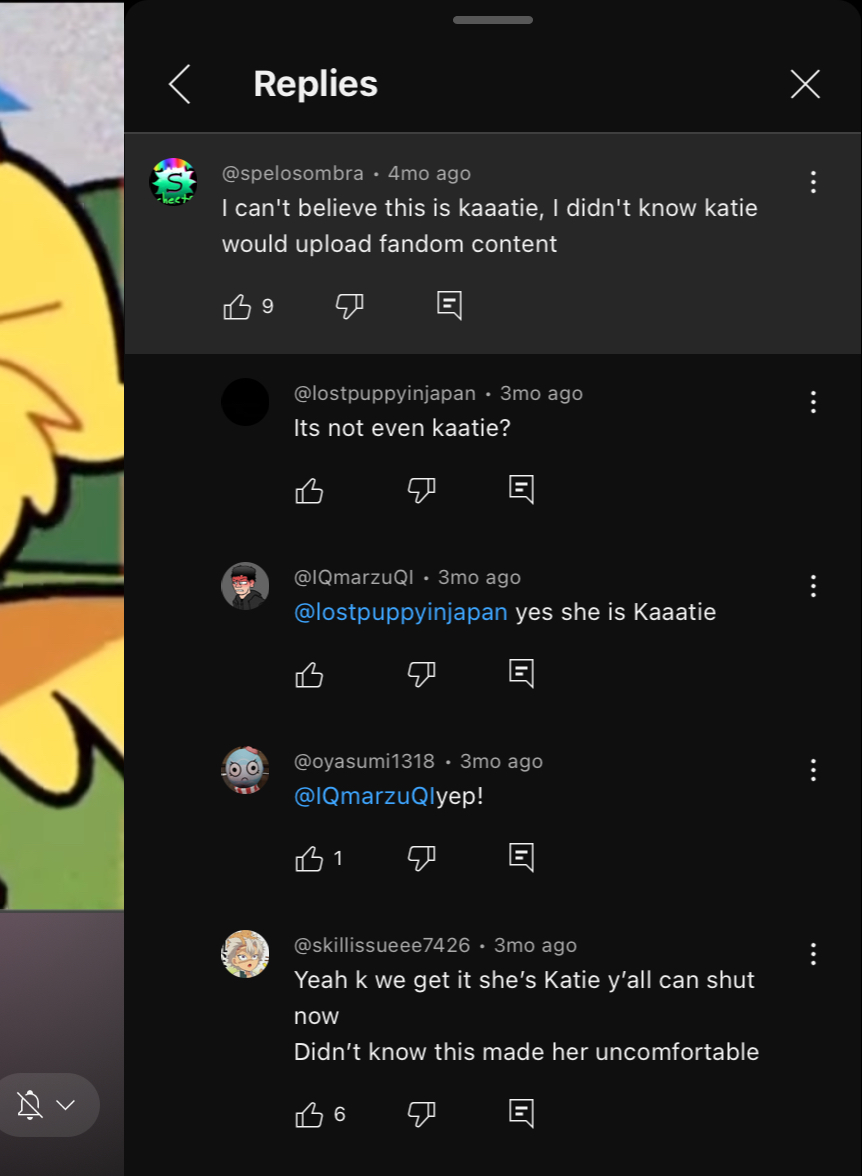 Replies
@spelosombra • 4mo ago
I can't believe this is kaaatie, I didn't know katie
would upload fandom content
9
@lostpuppyinjapan • 3mo ago
Its not even kaatie?
@IQmarzuQI • 3mo ago
@lostpuppyinjapan yes she is Kaaatie
@oyasumi1318 • 3mo ago
@IQmarzuQIyep!
1
@skillissueee7426 • 3mo ago
Yeah k we get it she’s Katie y’all can shut
now
Didn’t know this made her uncomfortable
6